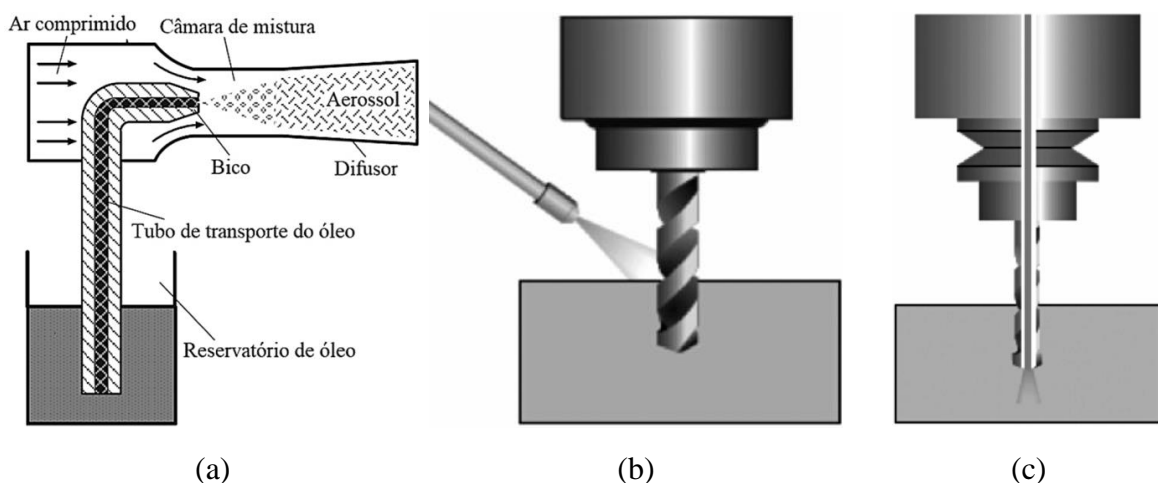 Ar comprimido
Câmara de mistura
Aerossol
Bico
Difusor
Tubo de transporte do óleo
Reservatório de óleo
(a)
(b)
(c)